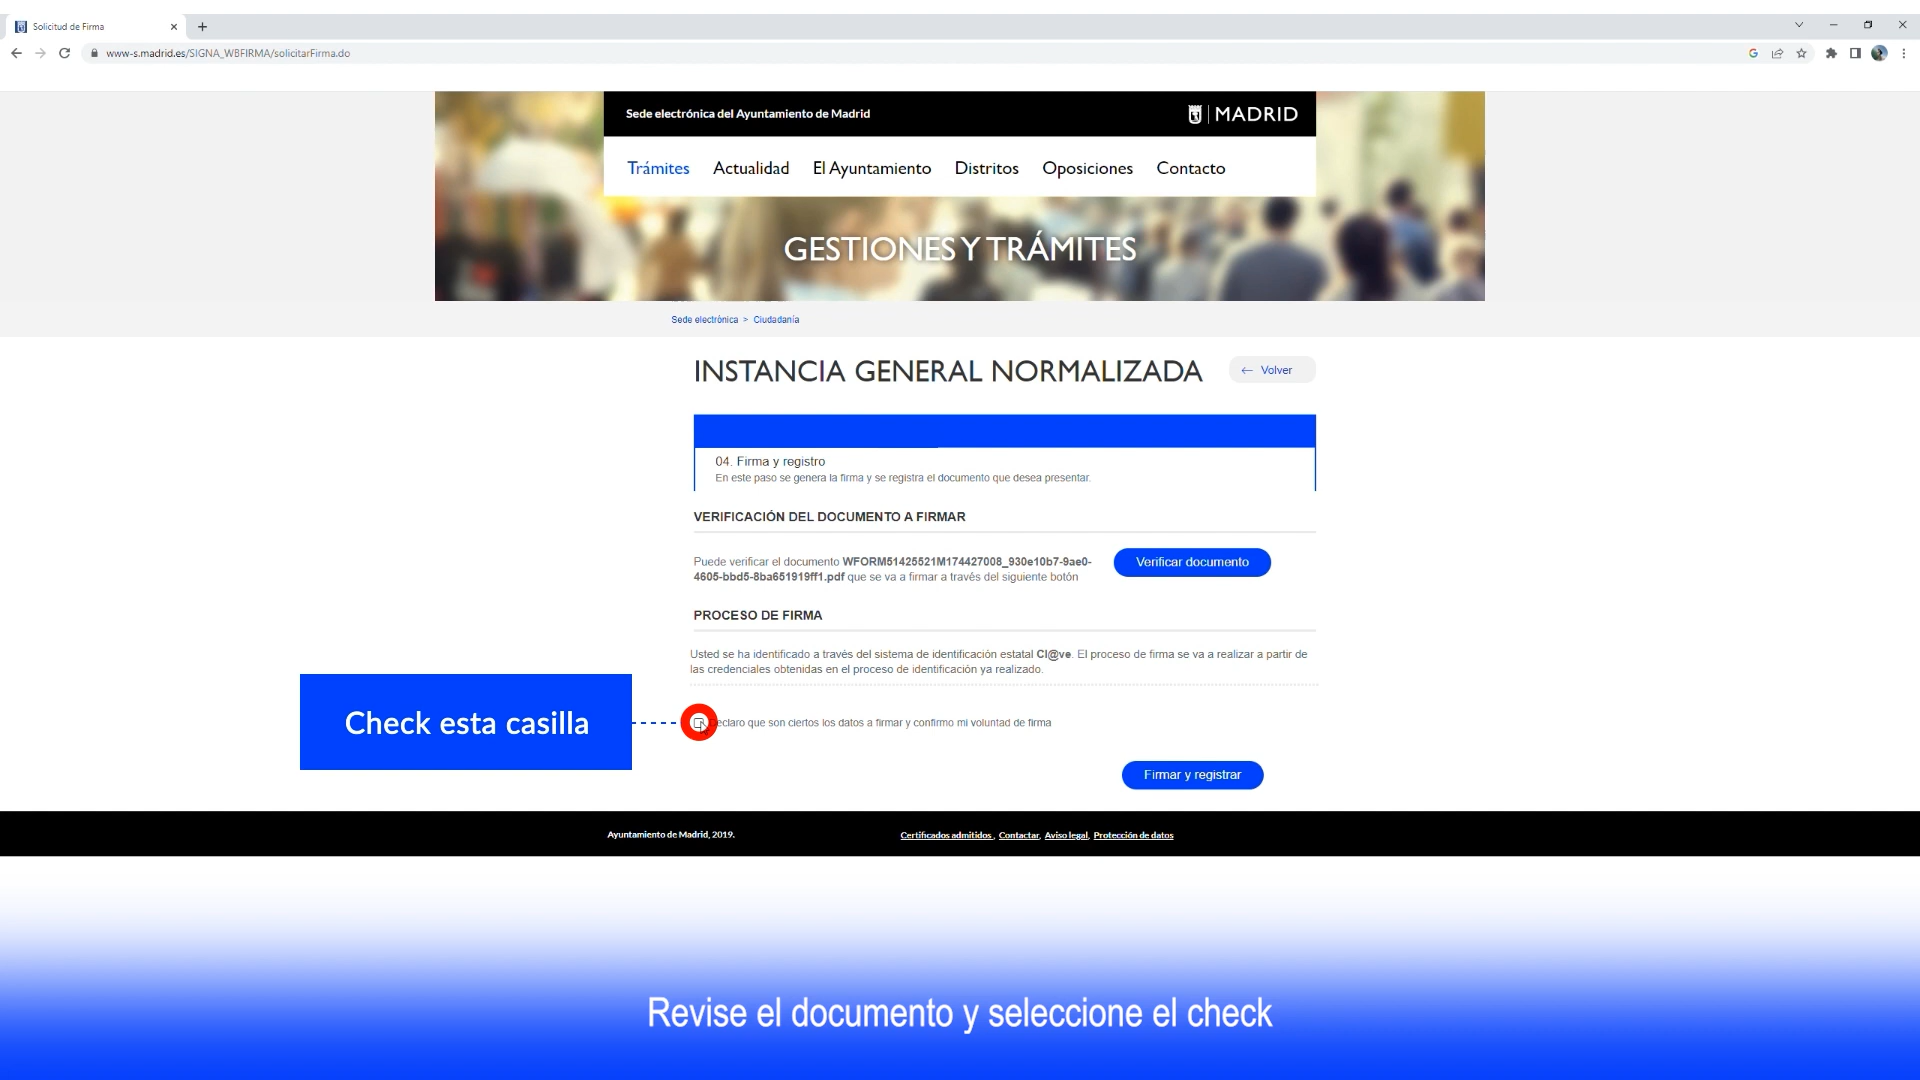 Solicitud de Firma
www-s.madrid.es/SIGNA_WBFIRMA/solicitarFirma.do
Sede electrónica del Ayuntamiento de Madrid
MADRID
Trámites Actualidad El Ayuntamiento Distritos Oposiciones Contacto
GESTIONES Y TRÁMITES
Sede electrónica > Ciudadanía
INSTANCIA GENERAL NORMALIZADA
← Volver
04. Firma y registro
En este paso se genera la firma y se registra el documento que desea presentar.
VERIFICACIÓN DEL DOCUMENTO A FIRMAR
Puede verificar el documento WFORM51425521M174427008_930e10b7-9ae0-
4605-bbd5-8ba651919ff1.pdf que se va a firmar a través del siguiente botón
Verificar documento
PROCESO DE FIRMA
Usted se ha identificado a través del sistema de identificación estatal Cl@ve. El proceso de firma se va a realizar a partir de
las credenciales obtenidas en el proceso de identificación ya realizado.
Check esta casilla
Declaro que son ciertos los datos a firmar y confirmo mi voluntad de firma
Firmar y registrar
Ayuntamiento de Madrid, 2019.
Certificados admitidos , Contactar, Aviso legal, Protección de datos
Revise el documento y seleccione el check